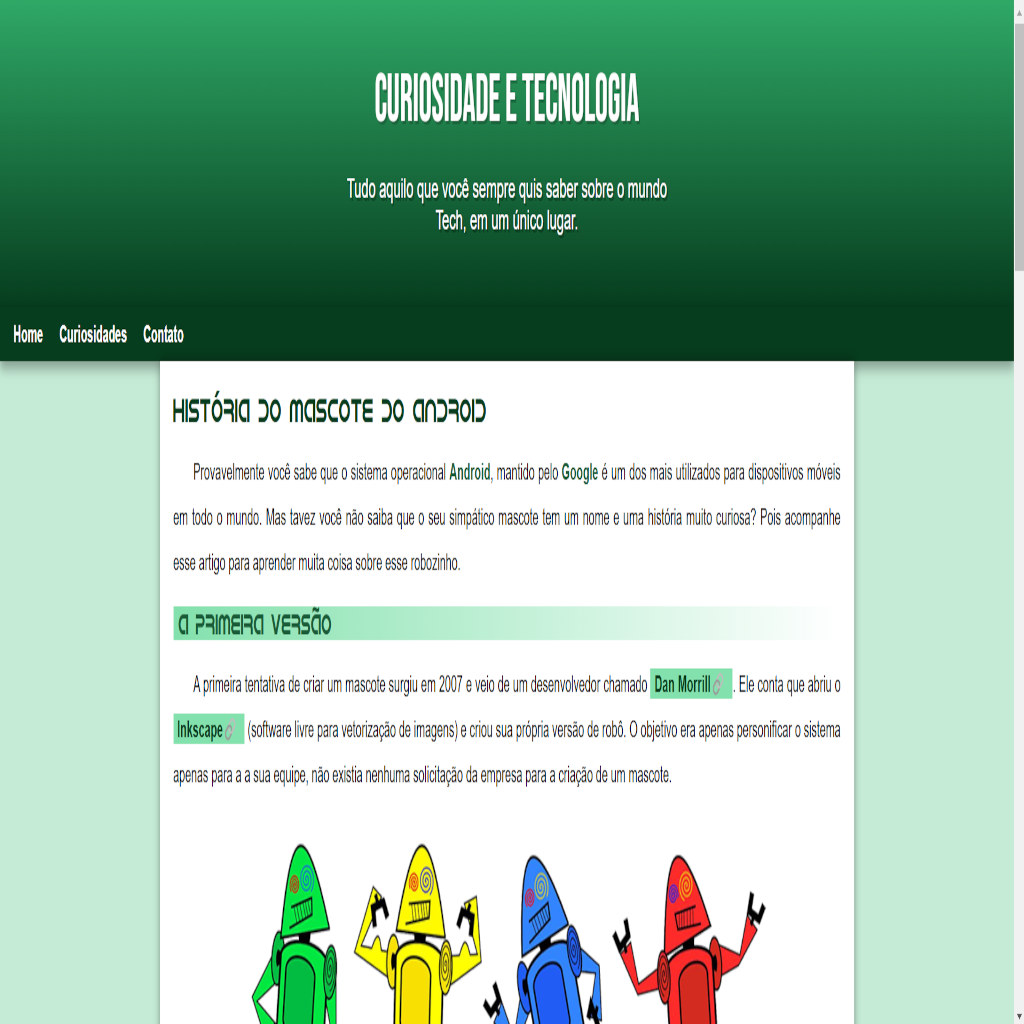 CURIOSIDADE E TECNOLOGIA
Tudo aquilo que você sempre quis saber sobre o mundo
Tech, em um único lugar.
Home Curiosidades Contato
HISTÓRIA DO MASCOTE DO ANDROID
Provavelmente você sabe que o sistema operacional Android, mantido pelo Google é um dos mais utilizados para dispositivos móveis
em todo o mundo. Mas tavez você não saiba que o seu simpático mascote tem um nome e uma história muito curiosa? Pois acompanhe
esse artigo para aprender muita coisa sobre esse robozinho.
A PRIMEIRA VERSÃO
A primeira tentativa de criar um mascote surgiu em 2007 e veio de um desenvolvedor chamado Dan Morrill. Ele conta que abriu o
Inkscape (software livre para vetorização de imagens) e criou sua própria versão de robô. O objetivo era apenas personificar o sistema
apenas para a a sua equipe, não existia nenhuma solicitação da empresa para a criação de um mascote.